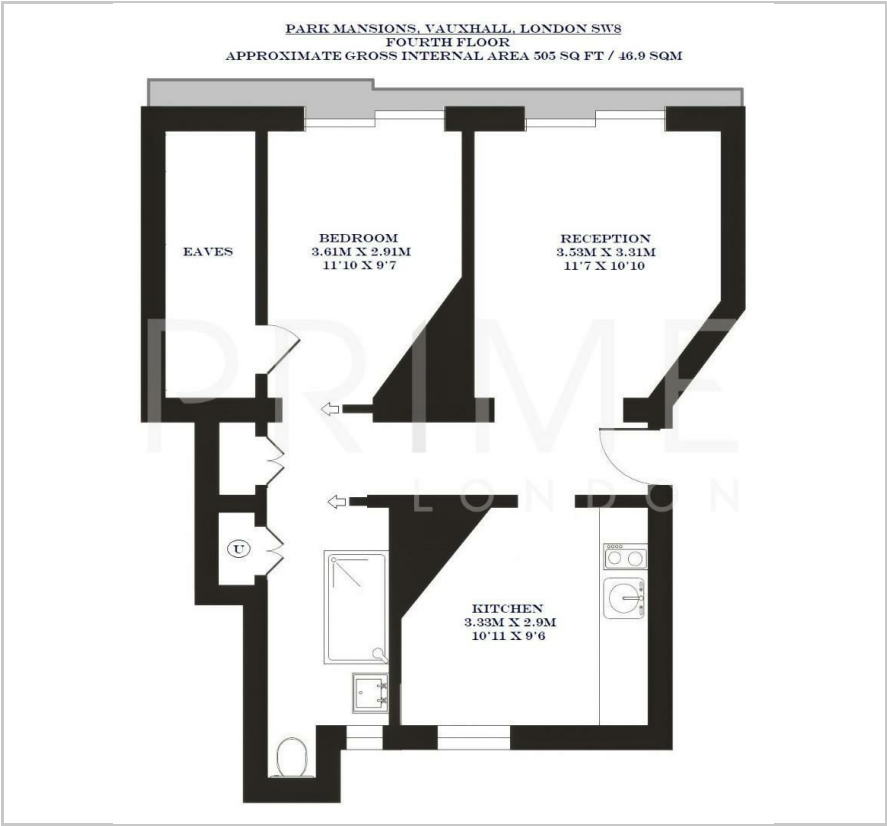 PARK MANSIONS, VAUXHALL, LONDON SW8
FOURTH FLOOR
APPROXIMATE GROSS INTERNAL AREA 505 SQ FT / 46.9 SQM
EAVES
BEDROOM
3.61M X 2.91M
11'10 X 9'7
RECEPTION
3.53M X 3.31M
11'7 X 10'10
PRIME
LONDON
U
KITCHEN
3.33M X 2.9M
10'11 X 9'6